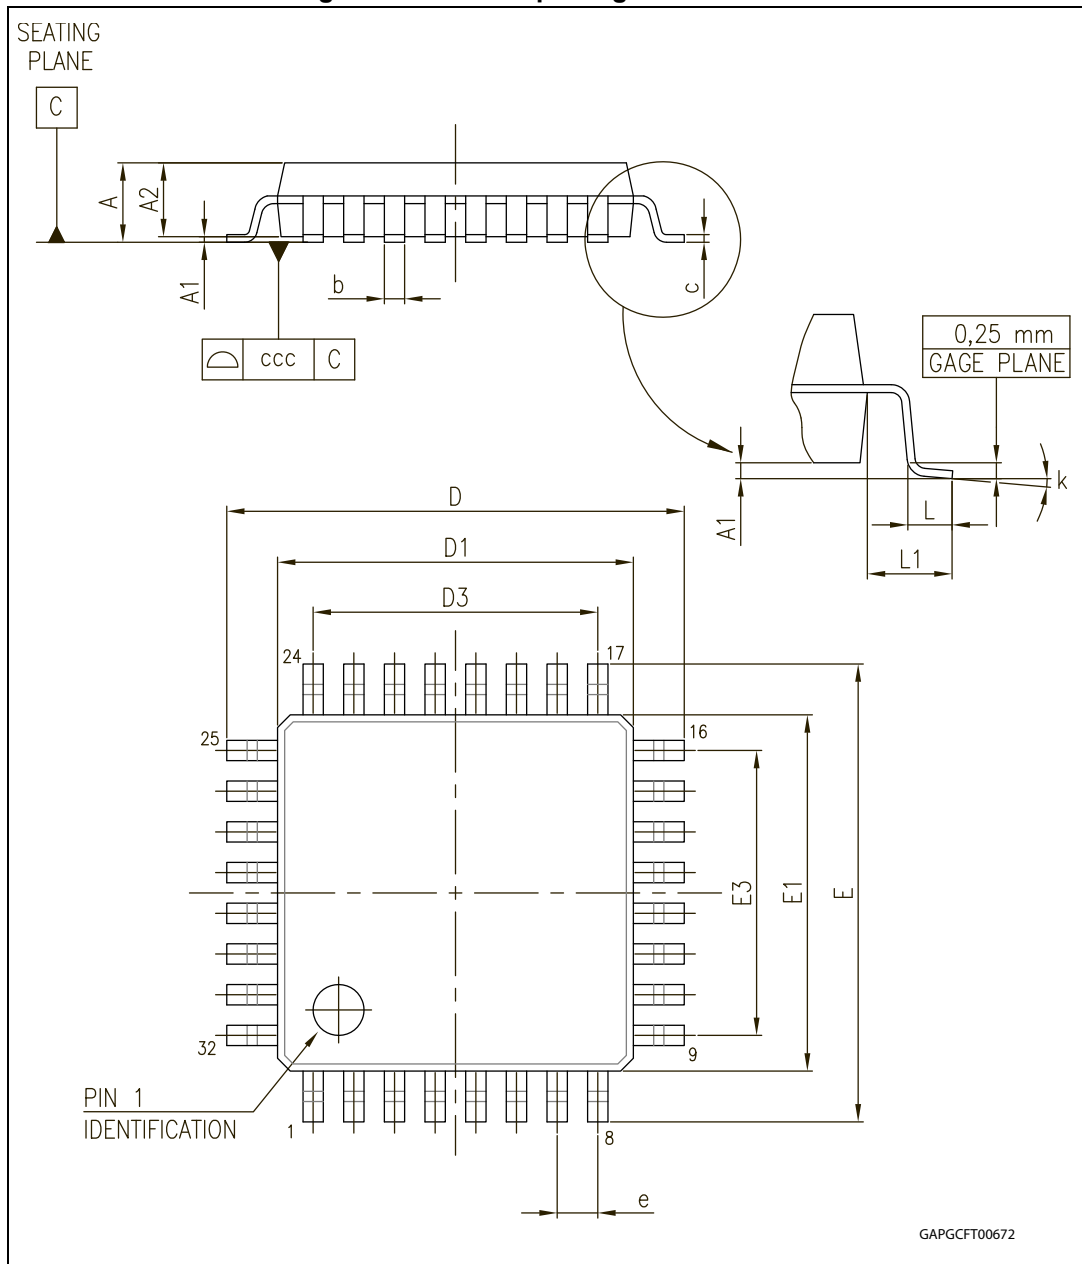 SEATING
PLANE
C
A
A2
A1
b
c
ccc
C
0,25 mm
GAGE PLANE
A1
L
L1
k
D
D1
D3
24
17
25
16
E3
E1
E
32
9
PIN 1
IDENTIFICATION
1
8
e
GAPGCFT00672